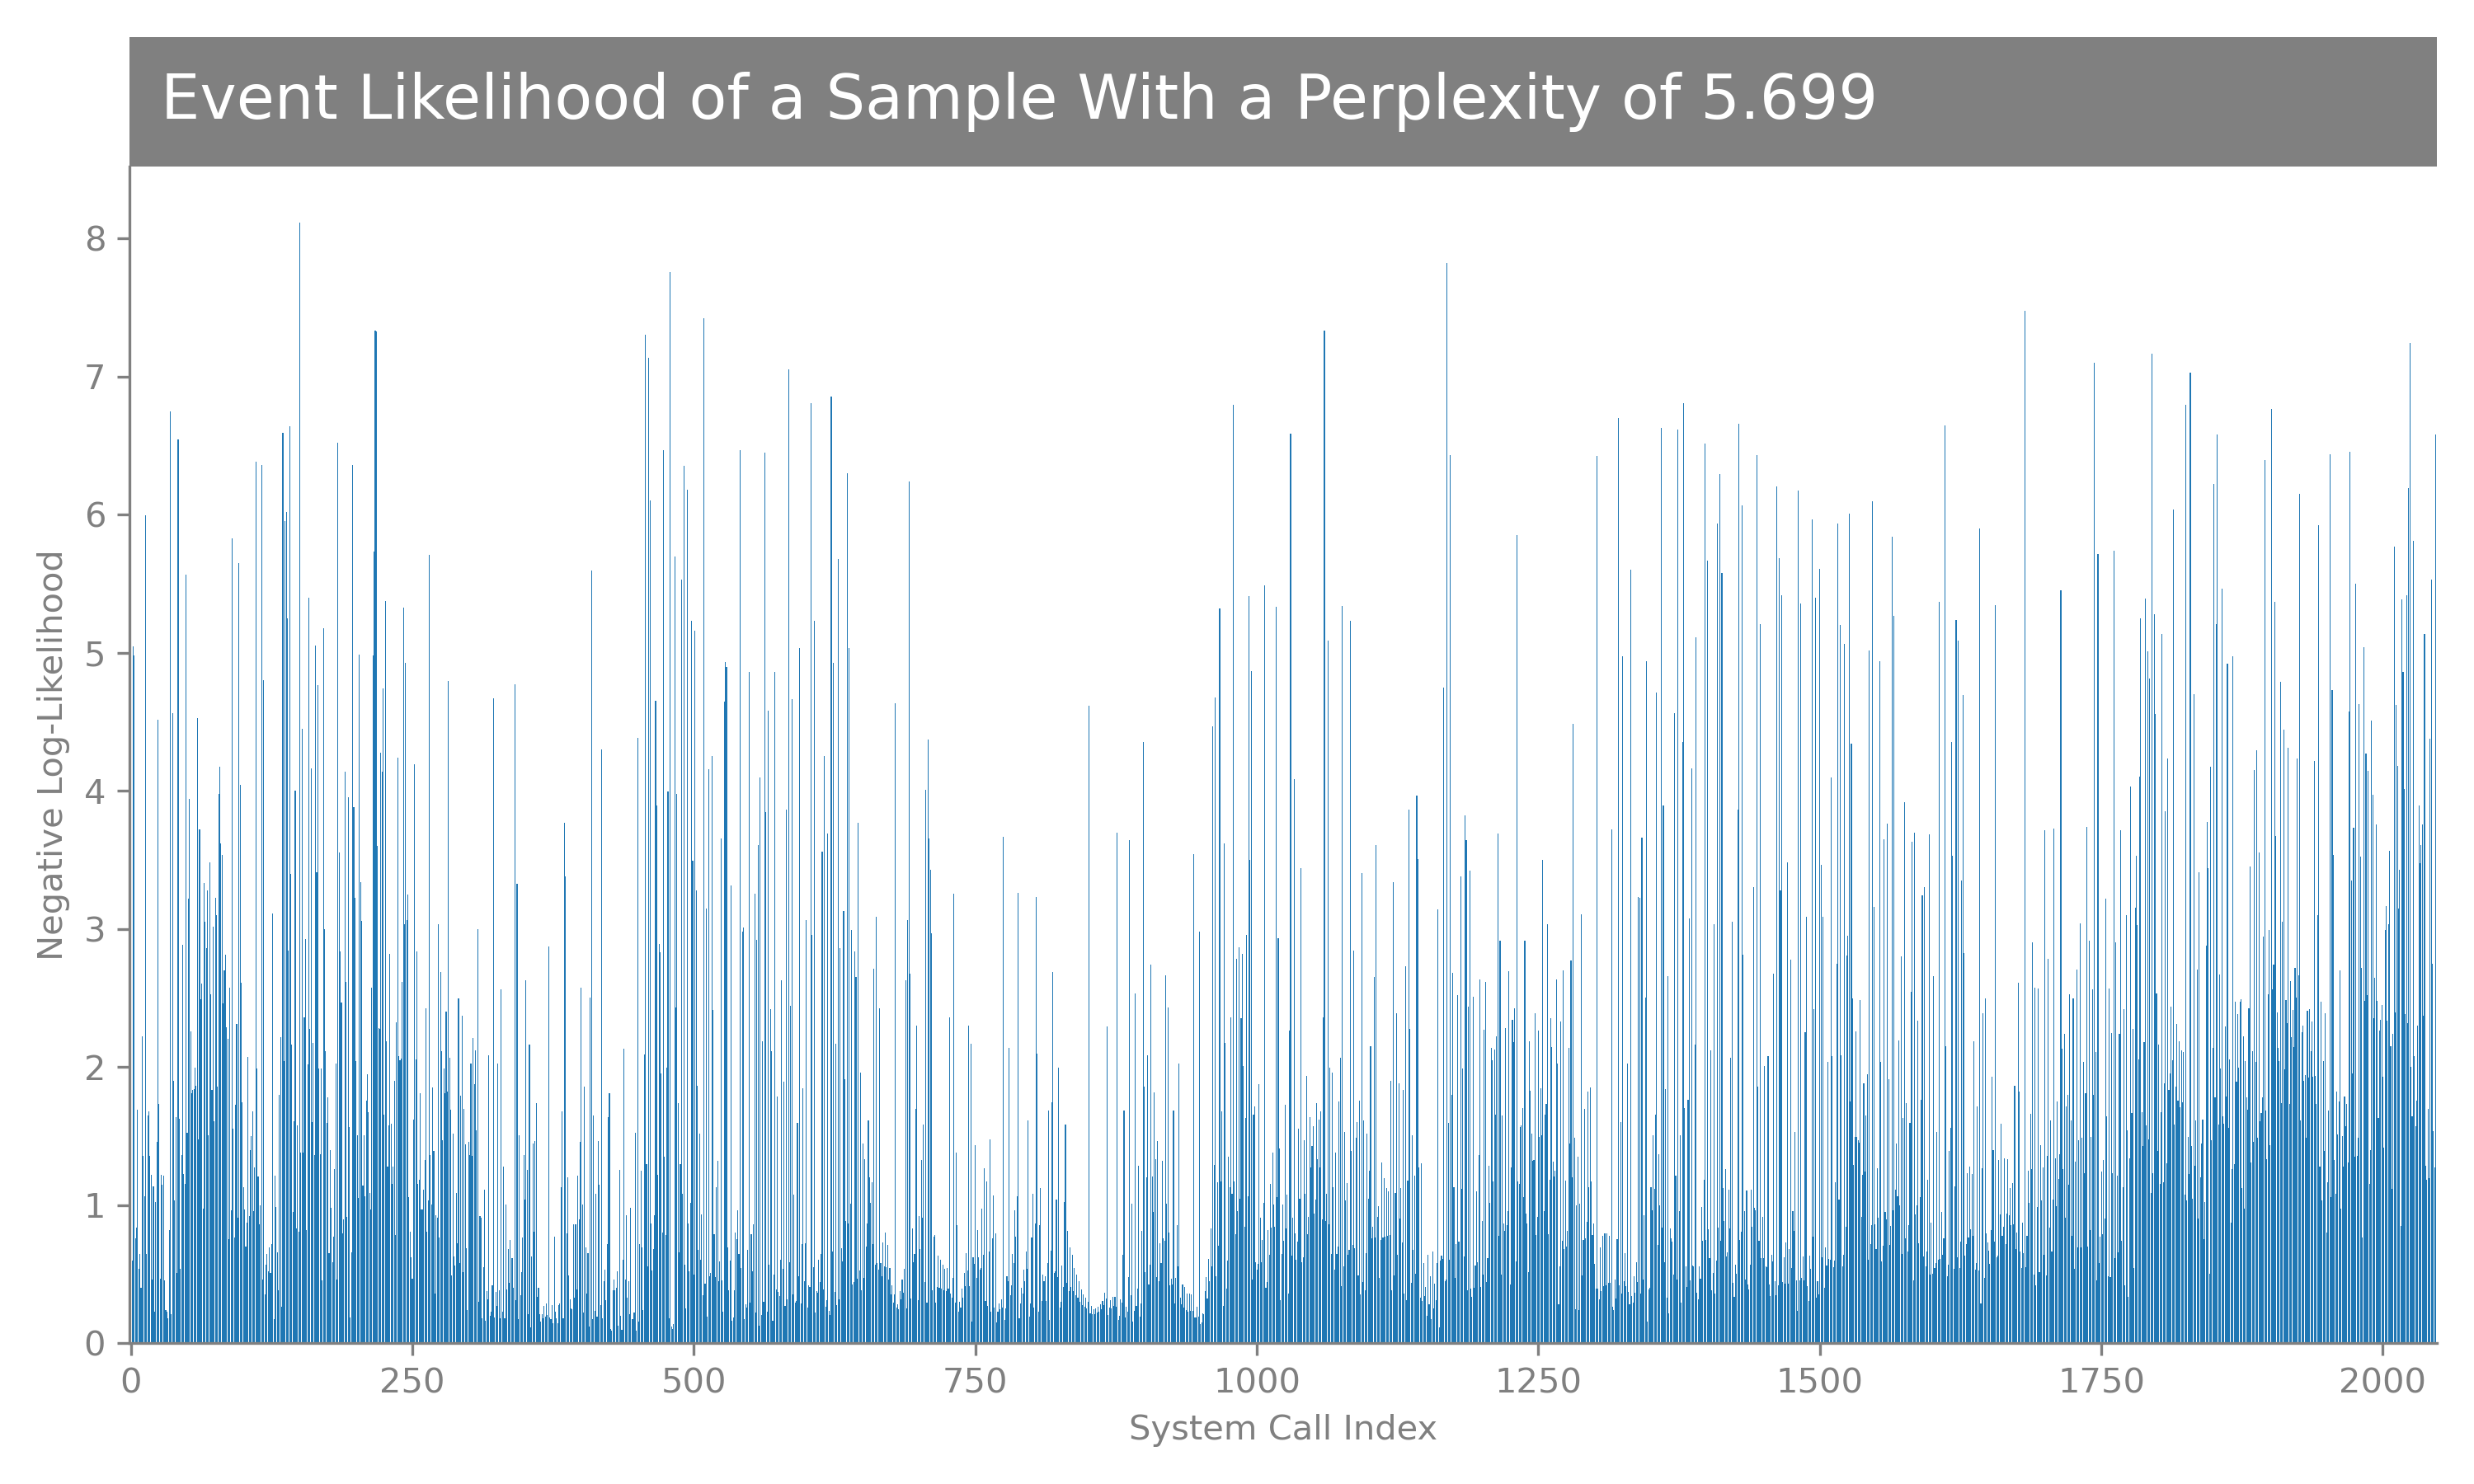 Event Likelihood of a Sample With a Perplexity of 5.699
8
7
6
5
4
3
2
1
0
Negative Log-Likelihood
0 250 500 750 1000 1250 1500 1750 2000
System Call Index